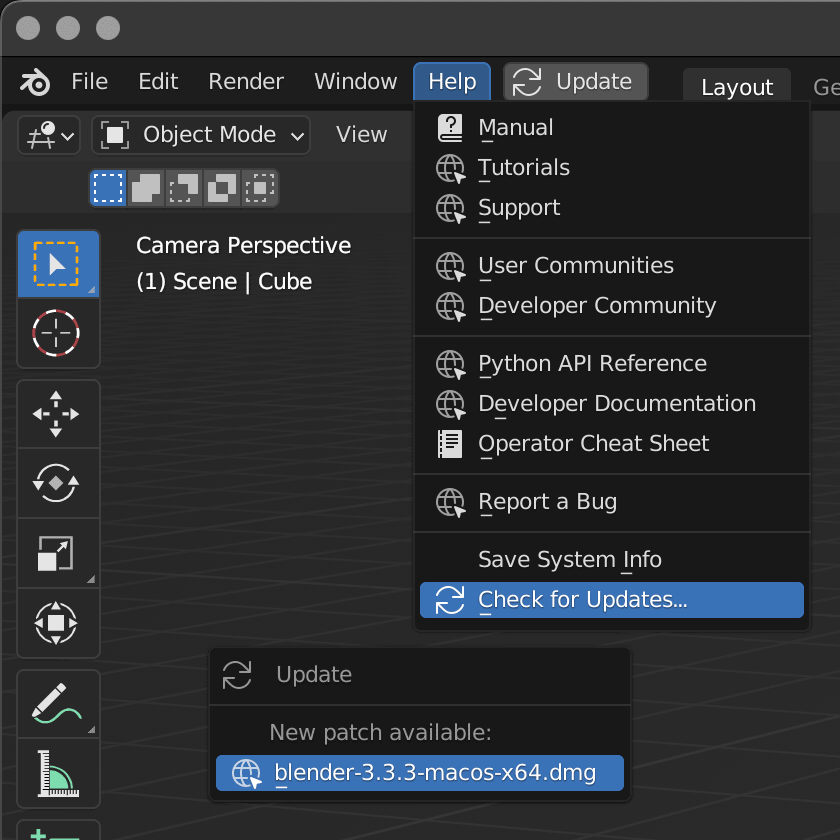 File Edit Render Window Help Update Layout Ge
Object Mode View
Camera Perspective
(1) Scene | Cube
Manual
Tutorials
Support
User Communities
Developer Community
Python API Reference
Developer Documentation
Operator Cheat Sheet
Report a Bug
Save System Info
Check for Updates...
Update
New patch available:
blender-3.3.3-macos-x64.dmg